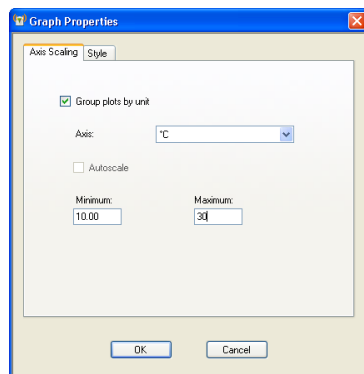 Graph Properties
Axis Scaling Style
Group plots by unit
Axis: °C
Autoscale
Minimum: Maximum:
10.00 30
OK Cancel